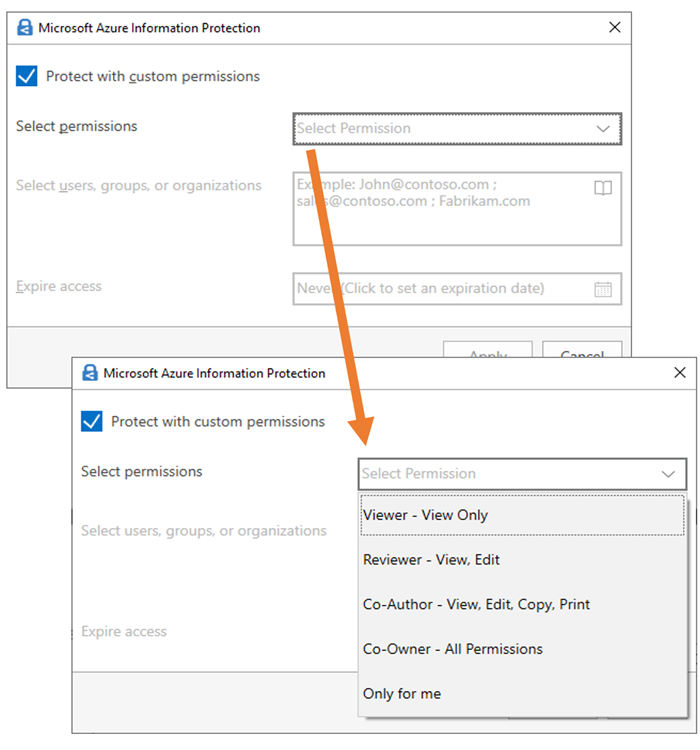 Microsoft Azure Information Protection
Protect with custom permissions
Select permissions
Select Permission
Select users, groups, or organizations
Example: John@contoso.com ;
sales@contoso.com ; Fabrikam.com
Expire access
Never (Click to set an expiration date)
Apply
Cancel
Microsoft Azure Information Protection
Protect with custom permissions
Select permissions
Select Permission
Viewer - View Only
Select users, groups, or organizations
Reviewer - View, Edit
Co-Author - View, Edit, Copy, Print
Expire access
Co-Owner - All Permissions
Only for me